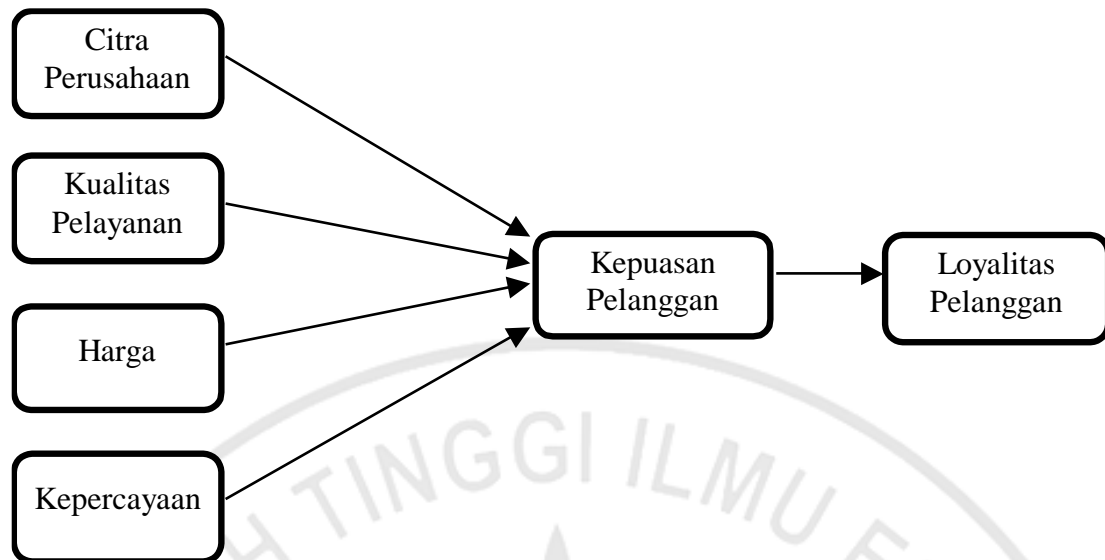 Citra
Perusahaan
Kualitas
Pelayanan
Harga
Kepercayaan
Kepuasan
Pelanggan
Loyalitas
Pelanggan
TINGGI ILMU